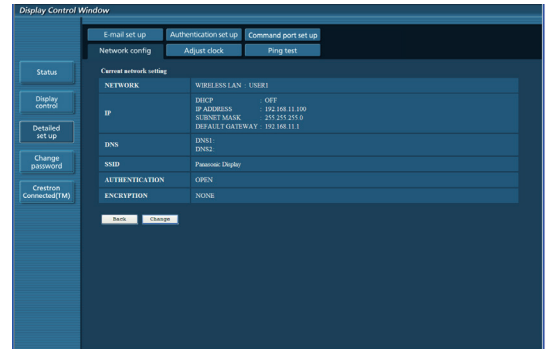 Display Control Window
E-mail set up Authentication set up Command port set up
Network config Adjust clock Ping test
Status
Display control
Detailed set up
Change password
Crestron Connected(TM)
Current network setting
NETWORK WIRELESS LAN : USER1
IP
DHCP : OFF
IP ADDRESS : 192.168.11.100
SUBNET MASK : 255.255.255.0
DEFAULT GATEWAY : 192.168.11.1
DNS
DNS1:
DNS2:
SSID Panasonic Display
AUTHENTICATION OPEN
ENCRYPTION NONE
Back Change